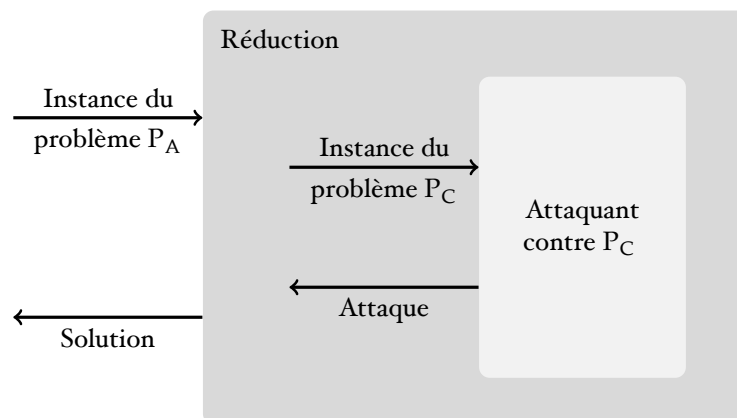 Réduction
Instance du
problème P_A
Instance du
problème P_C
Attaquant
contre P_C
Attaque
Solution